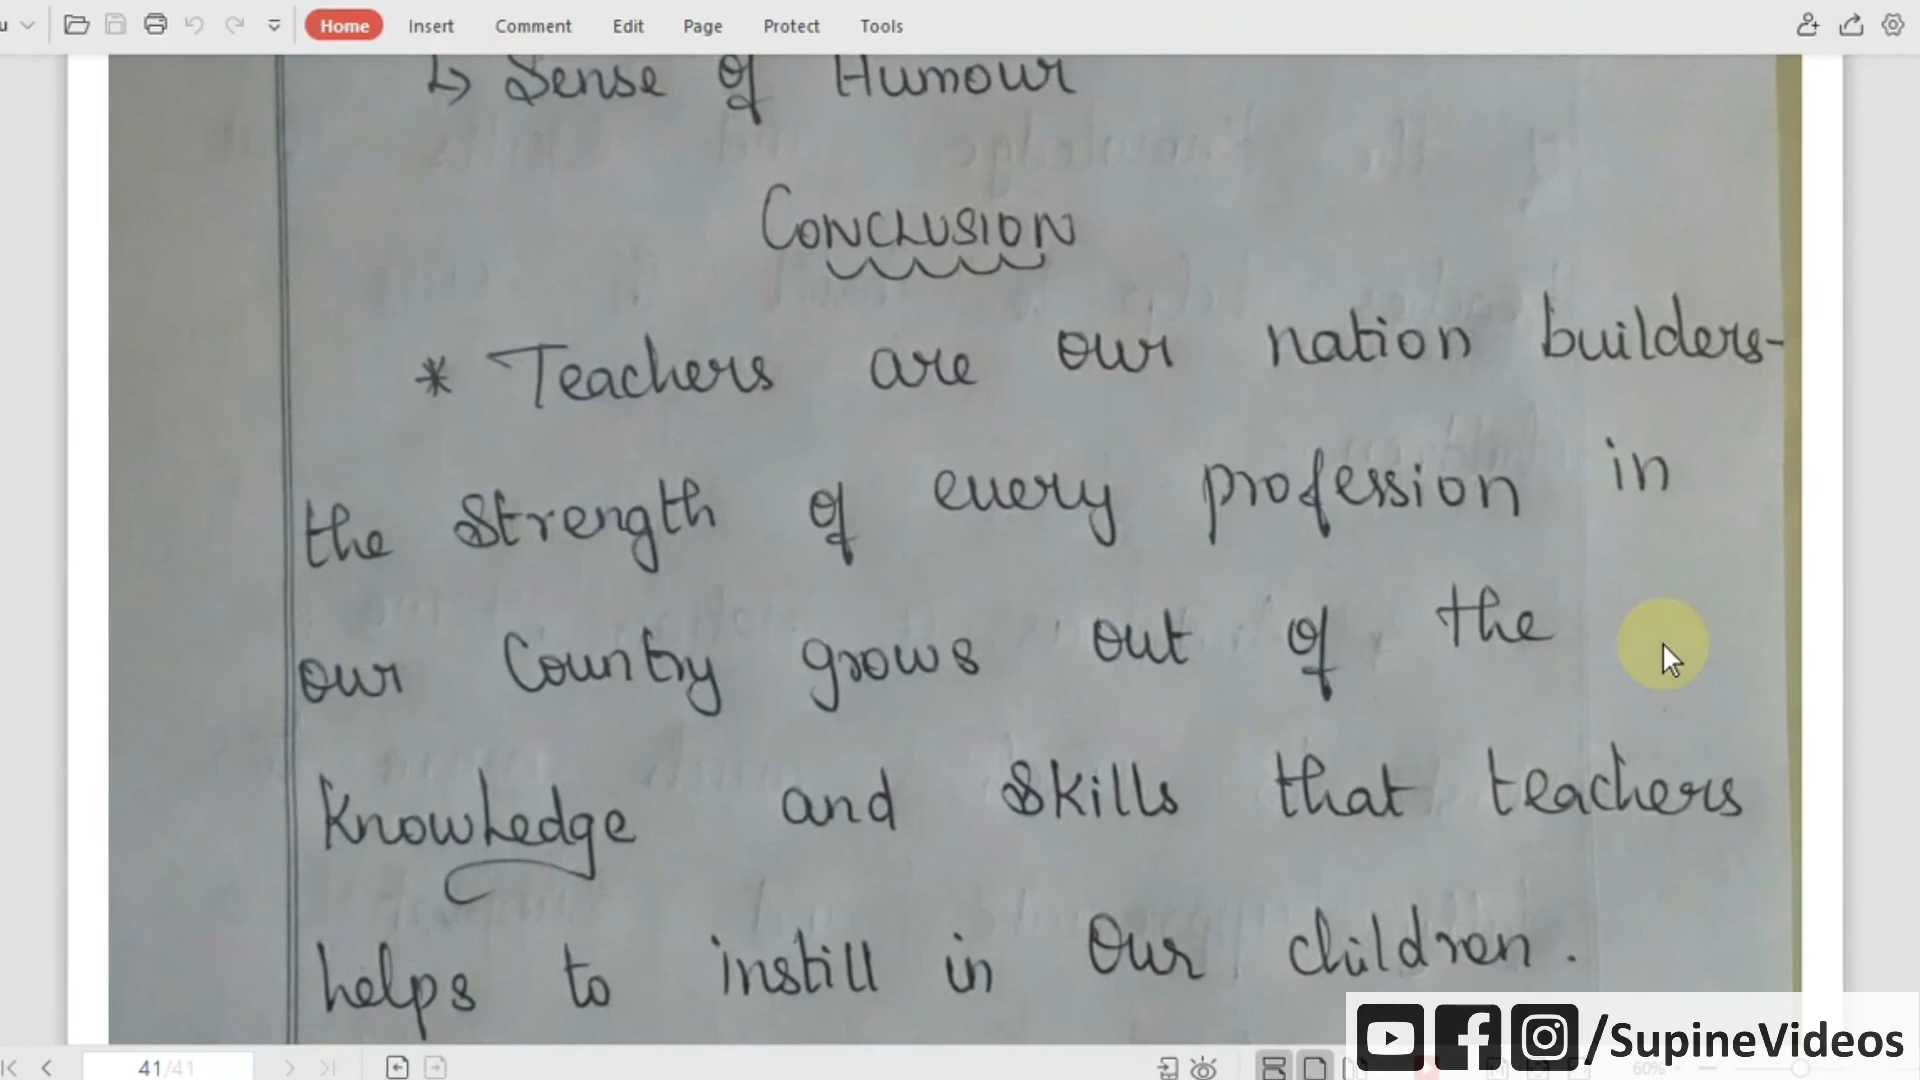 Home Insert Comment Edit Page Protect Tools
↳ Sense of Humour
CONCLUSION
* Teachers are our nation builders-
the strength of every profession in
our Country grows out of the
knowledge and skills that teachers
helps to instill in our children.
/SupineVideos
41/41
60%